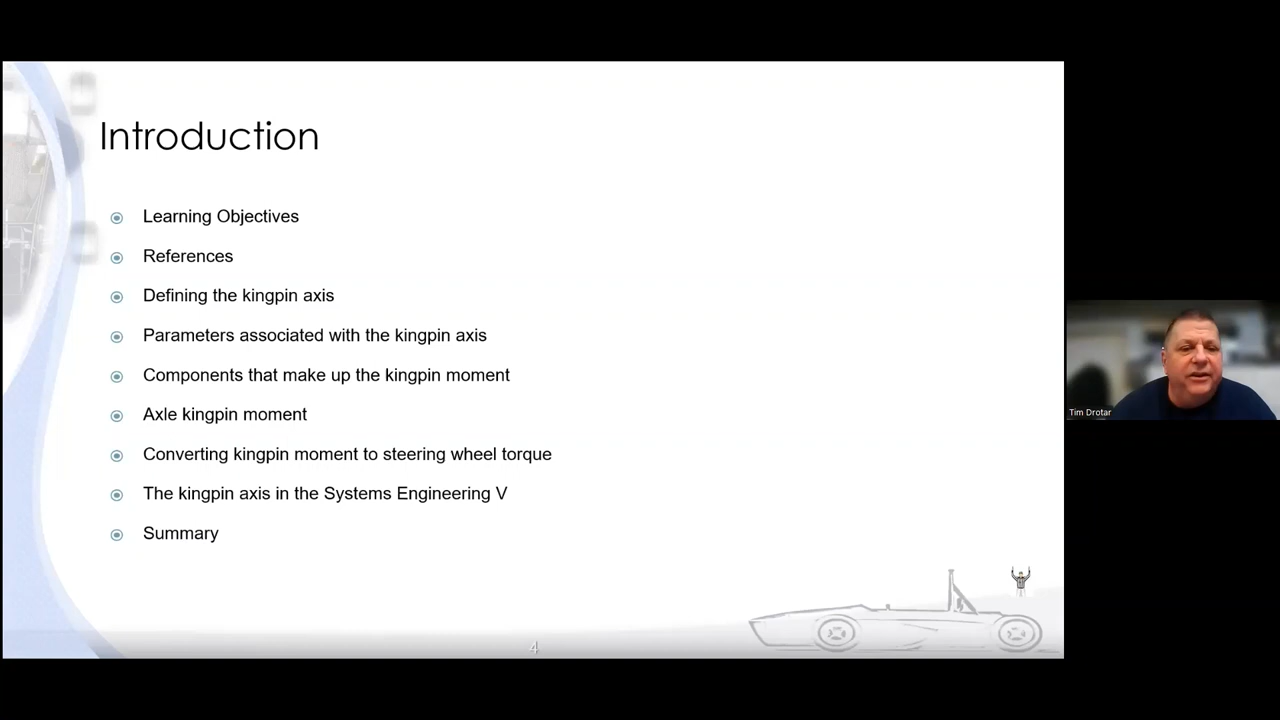 Introduction
Learning Objectives
References
Defining the kingpin axis
Parameters associated with the kingpin axis
Components that make up the kingpin moment
Axle kingpin moment
Converting kingpin moment to steering wheel torque
The kingpin axis in the Systems Engineering V
Summary
4
Tim Drotar